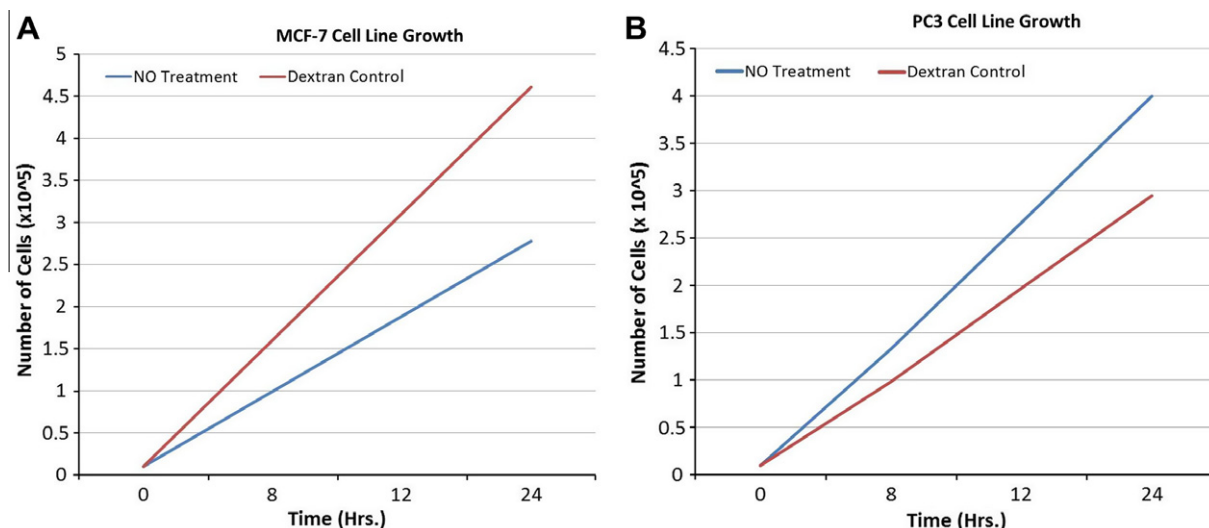 A
MCF-7 Cell Line Growth
NO Treatment
Dextran Control
Number of Cells (x10^5)
5
4.5
4
3.5
3
2.5
2
1.5
1
0.5
0
0 8 12 24
Time (Hrs.)
B
PC3 Cell Line Growth
NO Treatment
Dextran Control
Number of Cells (x 10^5)
4.5
4
3.5
3
2.5
2
1.5
1
0.5
0
0 8 12 24
Time (Hrs.)